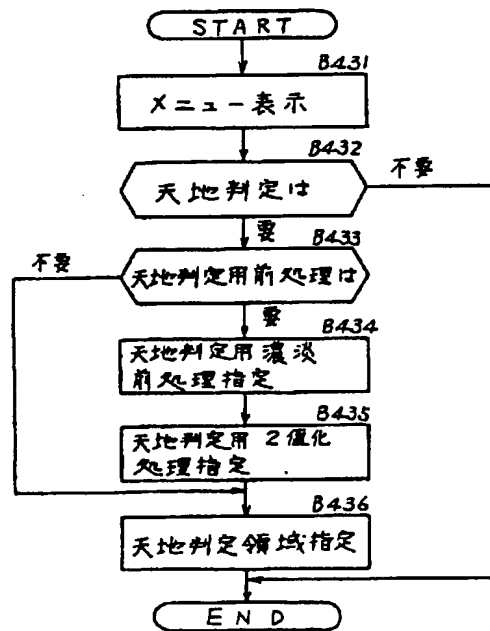 START
B431
メニュー表示
B432
天地判定は
不要
要
B433
不要
天地判定用前処理は
要
B434
天地判定用濃淡
前処理指定
B435
天地判定用2値化
処理指定
B436
天地判定領域指定
END